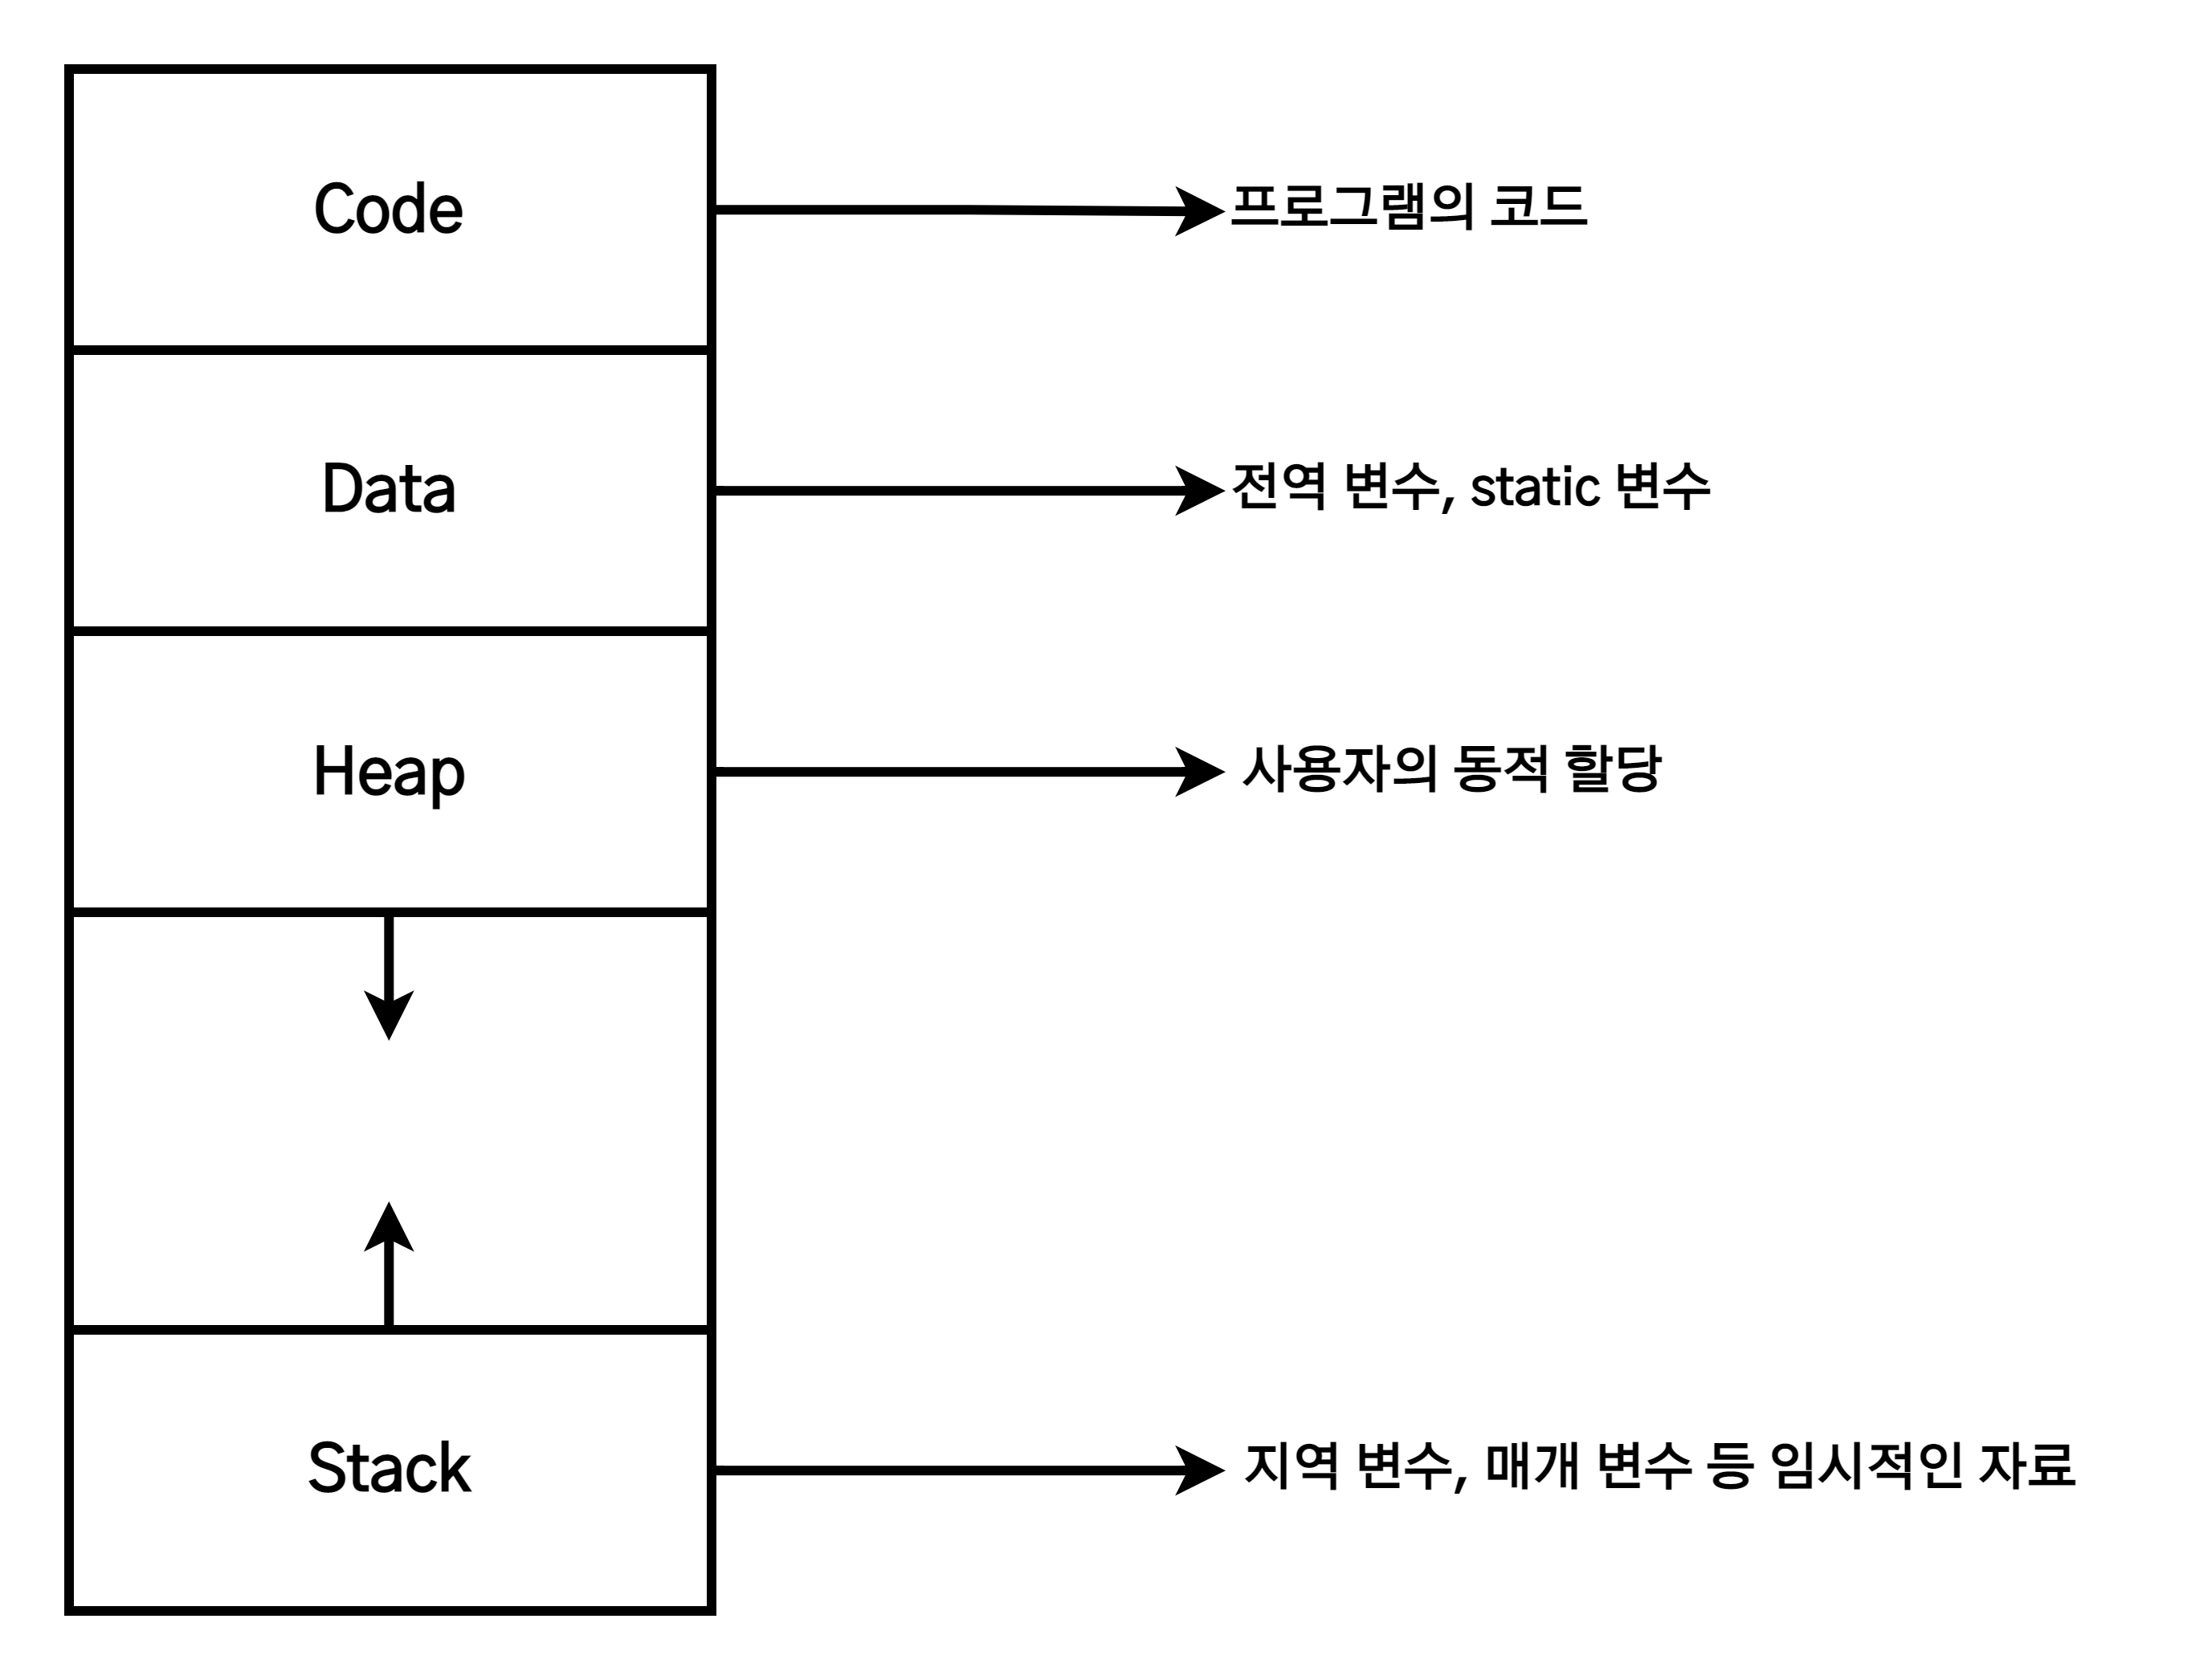 Code
프로그램의 코드
Data
전역 변수, static 변수
Heap
사용자의 동적 할당
Stack
지역 변수, 매개 변수 등 임시적인 자료